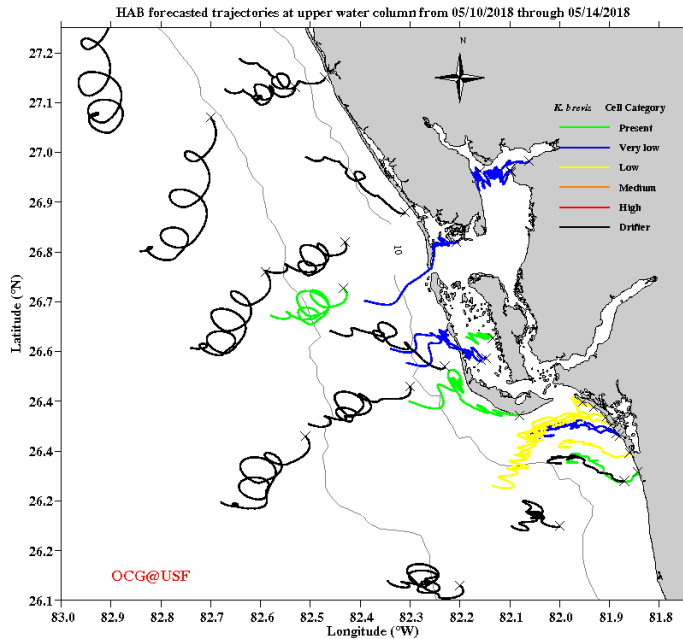 HAB forecasted trajectories at upper water column from 05/10/2018 through 05/14/2018
N
K. brevis Cell Category
Present
Very low
Low
Medium
High
Drifter
10
Latitude (°N)
27.2
27.1
27.0
26.9
26.8
26.7
26.6
26.4
26.4
26.2
26.2
26.1
OCG@USF
83.0 82.9 82.8 82.7 82.6 82.5 82.4 82.3 82.2 82.1 82.0 81.9 81.8
Longitude (°W)